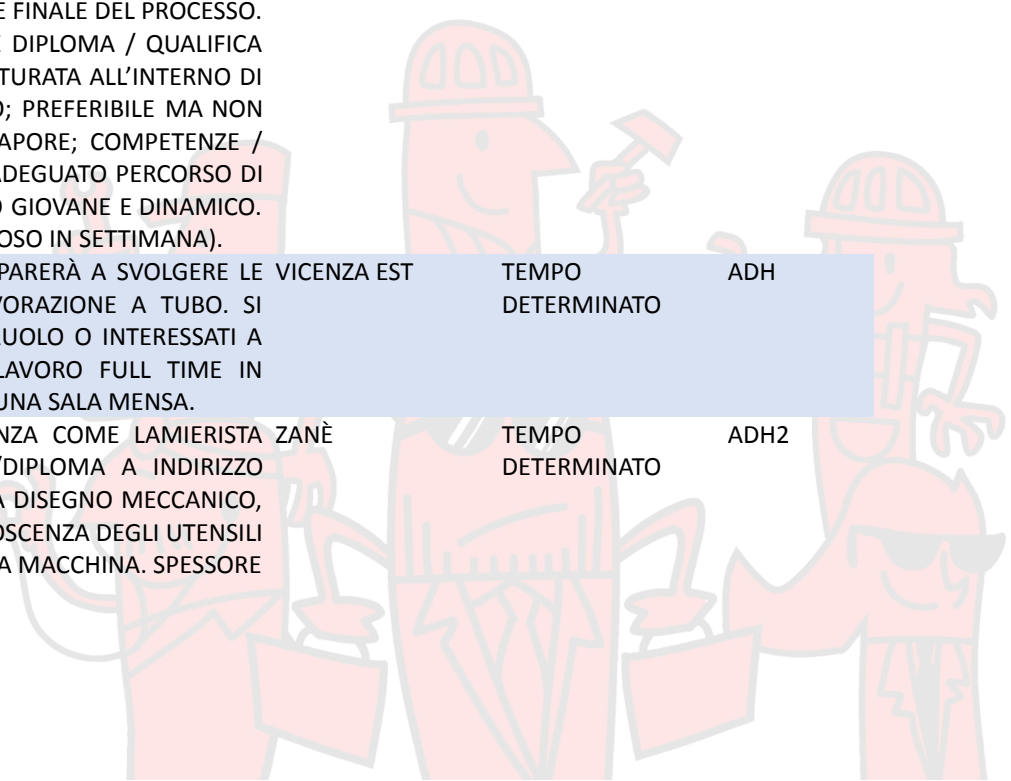 E FINALE DEL PROCESSO.
DIPLOMA / QUALIFICA
TURATA ALL'INTERNO DI
O; PREFERIBILE MA NON
APORE; COMPETENZE /
ADEGUATO PERCORSO DI
O GIOVANE E DINAMICO.
OSO IN SETTIMANA).
PARERÀ A SVOLGERE LE VICENZA EST TEMPO ADH
VORAZIONE A TUBO. SI DETERMINATO
UOLO O INTERESSATI A
LAVORO FULL TIME IN
UNA SALA MENSA.
NZA COME LAMIERISTA ZANÈ TEMPO ADH2
/DIPLOMA A INDIRIZZO DETERMINATO
A DISEGNO MECCANICO,
OSCENZA DEGLI UTENSILI
A MACCHINA. SPESSORE